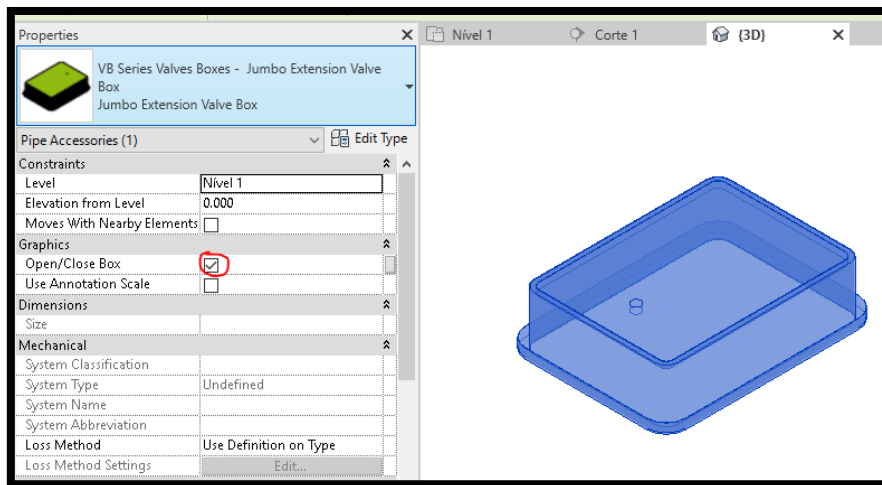 Properties
Nível 1
Corte 1
{3D}
VB Series Valves Boxes - Jumbo Extension Valve
Box
Jumbo Extension Valve Box
Pipe Accessories (1)
Edit Type
Constraints
Level
Nível 1
Elevation from Level
0.000
Moves With Nearby Elements
Graphics
Open/Close Box
Use Annotation Scale
Dimensions
Size
Mechanical
System Classification
System Type
Undefined
System Name
System Abbreviation
Loss Method
Use Definition on Type
Loss Method Settings
Edit...